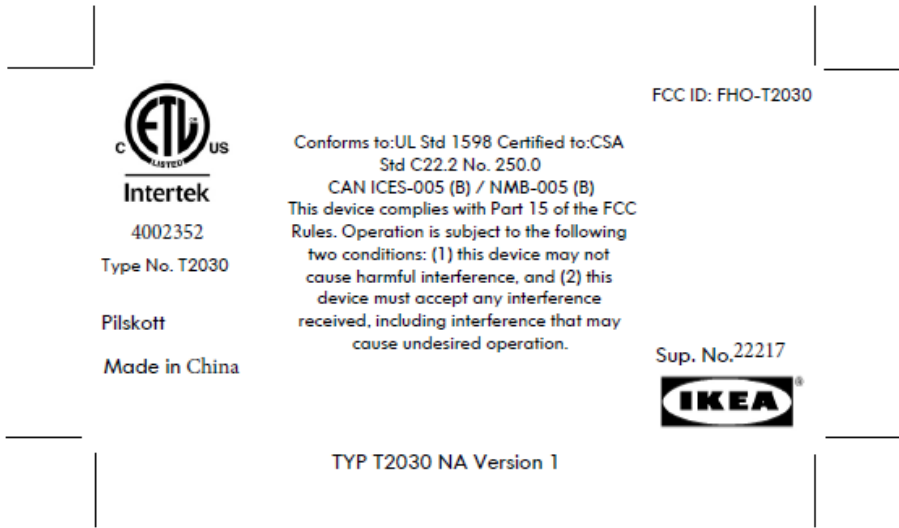 FCC ID: FHO-T2030
ETL
C US
LISTED
Intertek
4002352
Type No. T2030
Pilskott
Made in China
Conforms to:UL Std 1598 Certified to:CSA
Std C22.2 No. 250.0
CAN ICES-005 (B) / NMB-005 (B)
This device complies with Part 15 of the FCC
Rules. Operation is subject to the following
two conditions: (1) this device may not
cause harmful interference, and (2) this
device must accept any interference
received, including interference that may
cause undesired operation.
Sup. No.22217
IKEA®
TYP T2030 NA Version 1